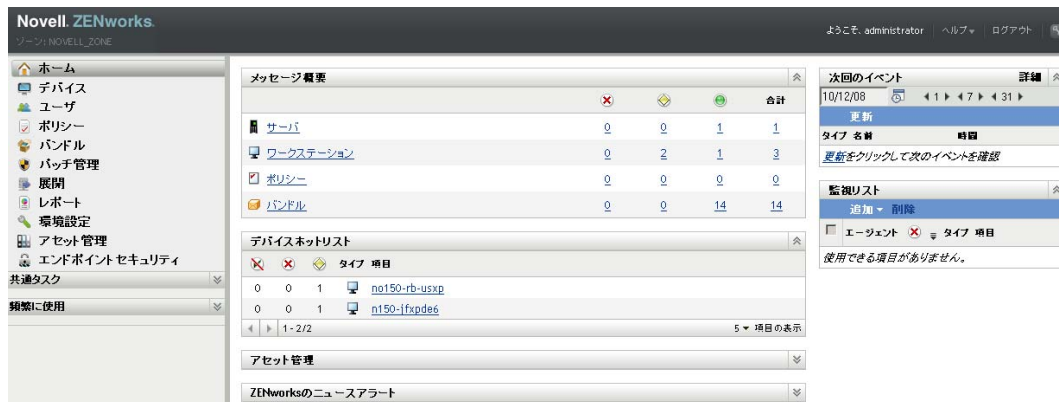 Novell. ZENworks.
ゾーン: NOVELL_ZONE
ようこそ, administrator
ヘルプ
ログアウト
ホーム
デバイス
ユーザ
ポリシー
バンドル
パッチ管理
展開
レポート
環境設定
アセット管理
エンドポイントセキュリティ
共通タスク
頻繁に使用
メッセージ概要
合計
サーバ 0 0 1 1
ワークステーション 0 2 1 3
ポリシー 0 0 0 0
バンドル 0 0 14 14
デバイスホットリスト
タイプ 項目
0 0 1 no150-rb-usxp
0 0 1 n150-jfxpde6
1 - 2/2 5 項目の表示
アセット管理
ZENworksのニュースアラート
次回のイベント 詳細
10/12/08 1 7 31
更新
タイプ 名前 時間
更新をクリックして次のイベントを確認
監視リスト
追加 削除
エージェント タイプ 項目
使用できる項目がありません。